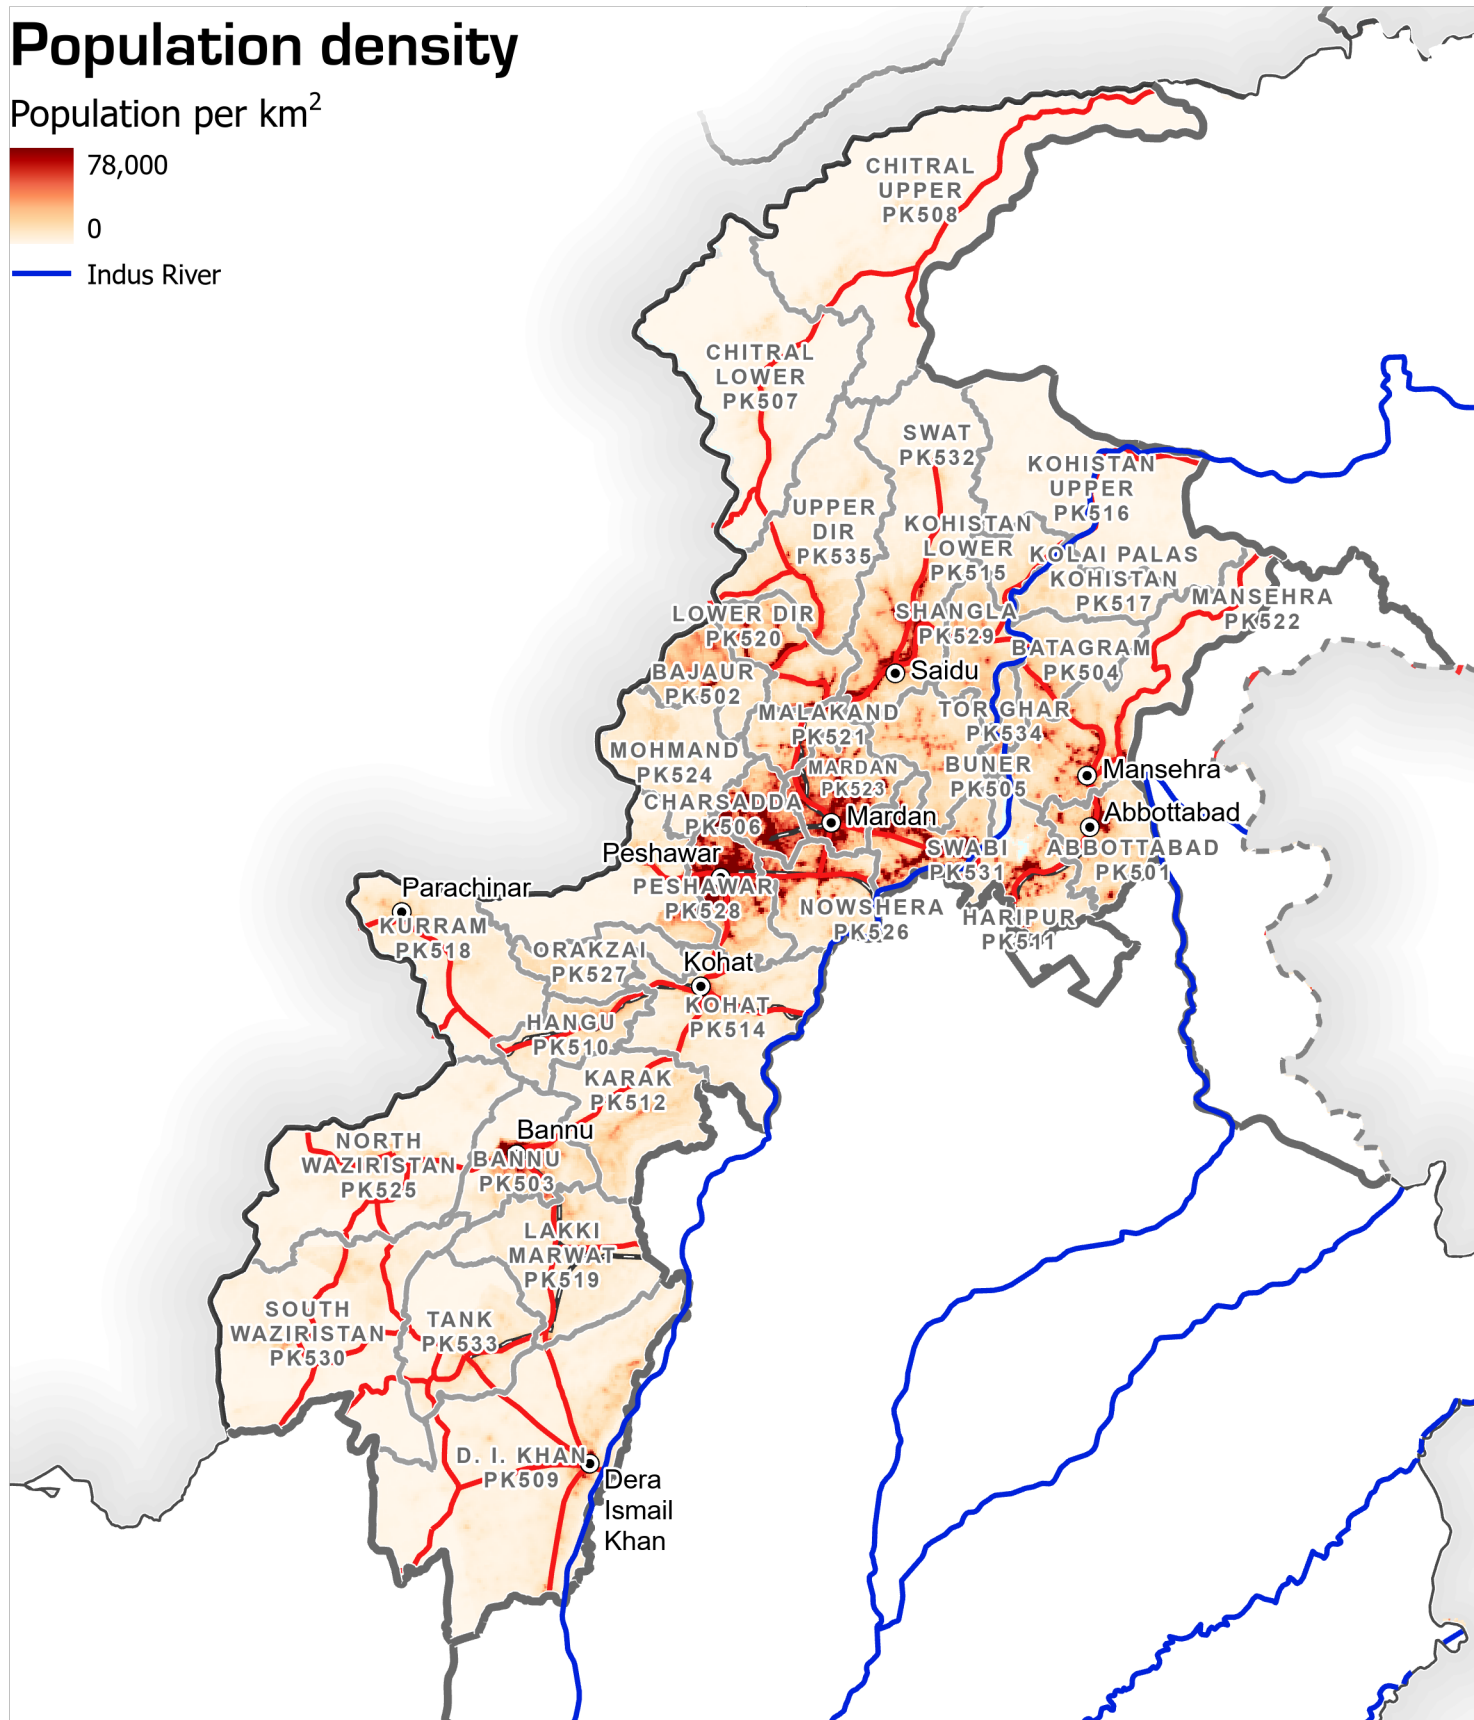 Population density
Population per km²
78,000
0
Indus River
CHITRAL
UPPER
PK508
CHITRAL
LOWER
PK507
SWAT
PK532
KOHISTAN
UPPER
PK516
UPPER
DIR
PK535
KOHISTAN
LOWER
PK515
KOLAI PALAS
KOHISTAN
PK517
MANSEHRA
PK522
LOWER DIR
PK520
SHANGLA
PK529
BATAGRAM
PK504
BAJAUR
PK502
Saidu
MALAKAND
PK521
TOR GHAR
PK534
MOHMAND
PK524
MARDAN
PK523
BUNER
PK505
Mansehra
CHARSADDA
PK506
Mardan
Abbottabad
Peshawar
SWABI
PK531
ABBOTTABAD
PK501
Parachinar
PESHAWAR
PK528
NOWSHERA
PK526
HARIPUR
PK511
KURRAM
PK518
ORAKZAI
PK527
Kohat
KOHAT
PK514
HANGU
PK510
KARAK
PK512
Bannu
NORTH
WAZIRISTAN
PK525
BANNU
PK503
LAKKI
MARWAT
PK519
SOUTH
WAZIRISTAN
PK530
TANK
PK533
D. I. KHAN
PK509
Dera
Ismail
Khan